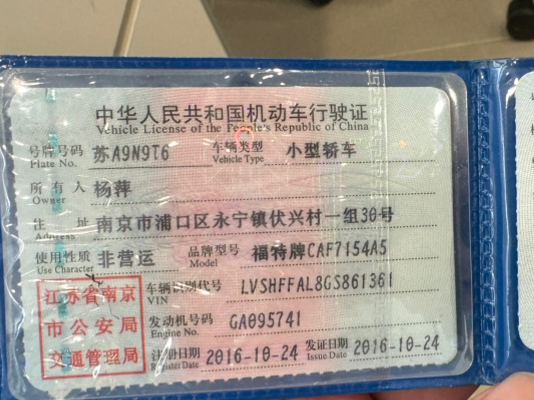 中华人民共和国机动车行驶证
Vehicle License of the People's Republic of China
号牌号码 苏A9N9T6 车辆类型 小型轿车
Plate No. Vehicle Type
所有人 杨萍
Owner
住址 南京市浦口区永宁镇伏兴村一组30号
Address
使用性质 非营运 品牌型号 福特牌CAF7154A5
Use Character Model
江苏省南京市公安局交通管理局
车辆识别代号 LVSHFFAL8GS861361
VIN
发动机号码 GA095741
Engine No.
注册日期 2016-10-24 发证日期 2016-10-24
Register Date Issue Date